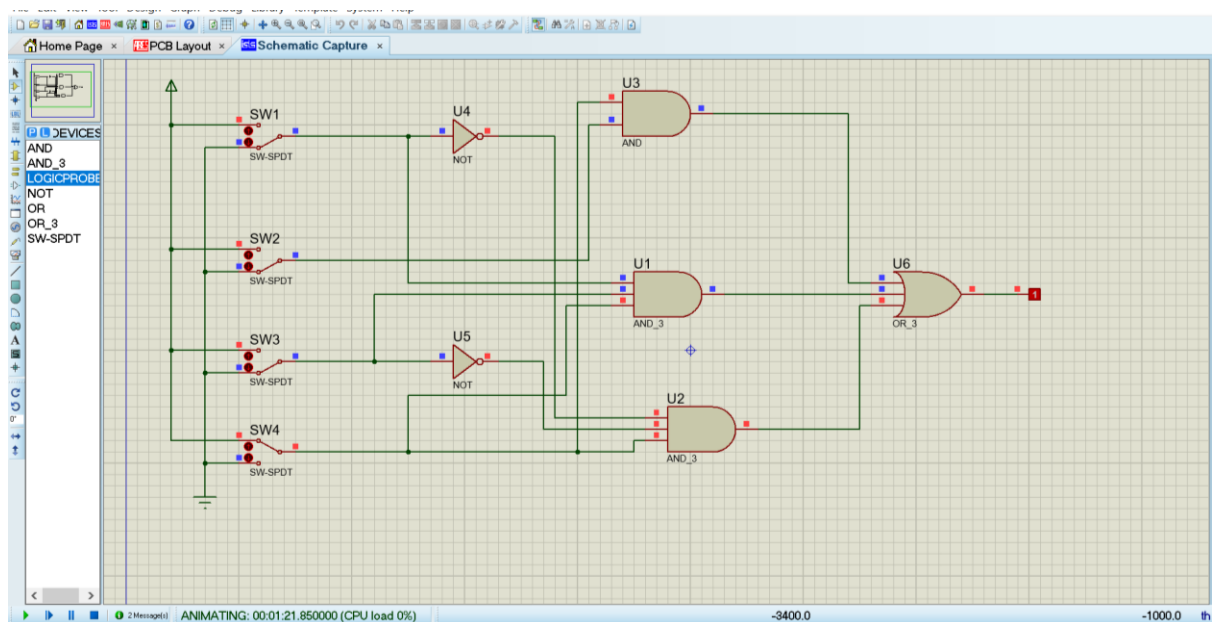 Home Page × PCB Layout × Schematic Capture ×
P L DEVICES
AND
AND_3
LOGICPROBE
NOT
OR
OR_3
SW-SPDT
SW1
SW-SPDT
U4
NOT
U3
AND
SW2
SW-SPDT
U1
AND_3
U6
OR_3
1
SW3
SW-SPDT
U5
NOT
SW4
SW-SPDT
U2
AND_3
0°
2 Message(s) ANIMATING: 00:01:21.850000 (CPU load 0%) -3400.0 -1000.0 th